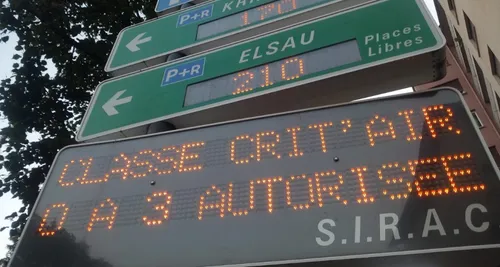 P+R
P+R
ELSAU
210
Places
Libres
CLASSE CRIT'AIR
0 A 3 AUTORISEE
S.I.R.A.C